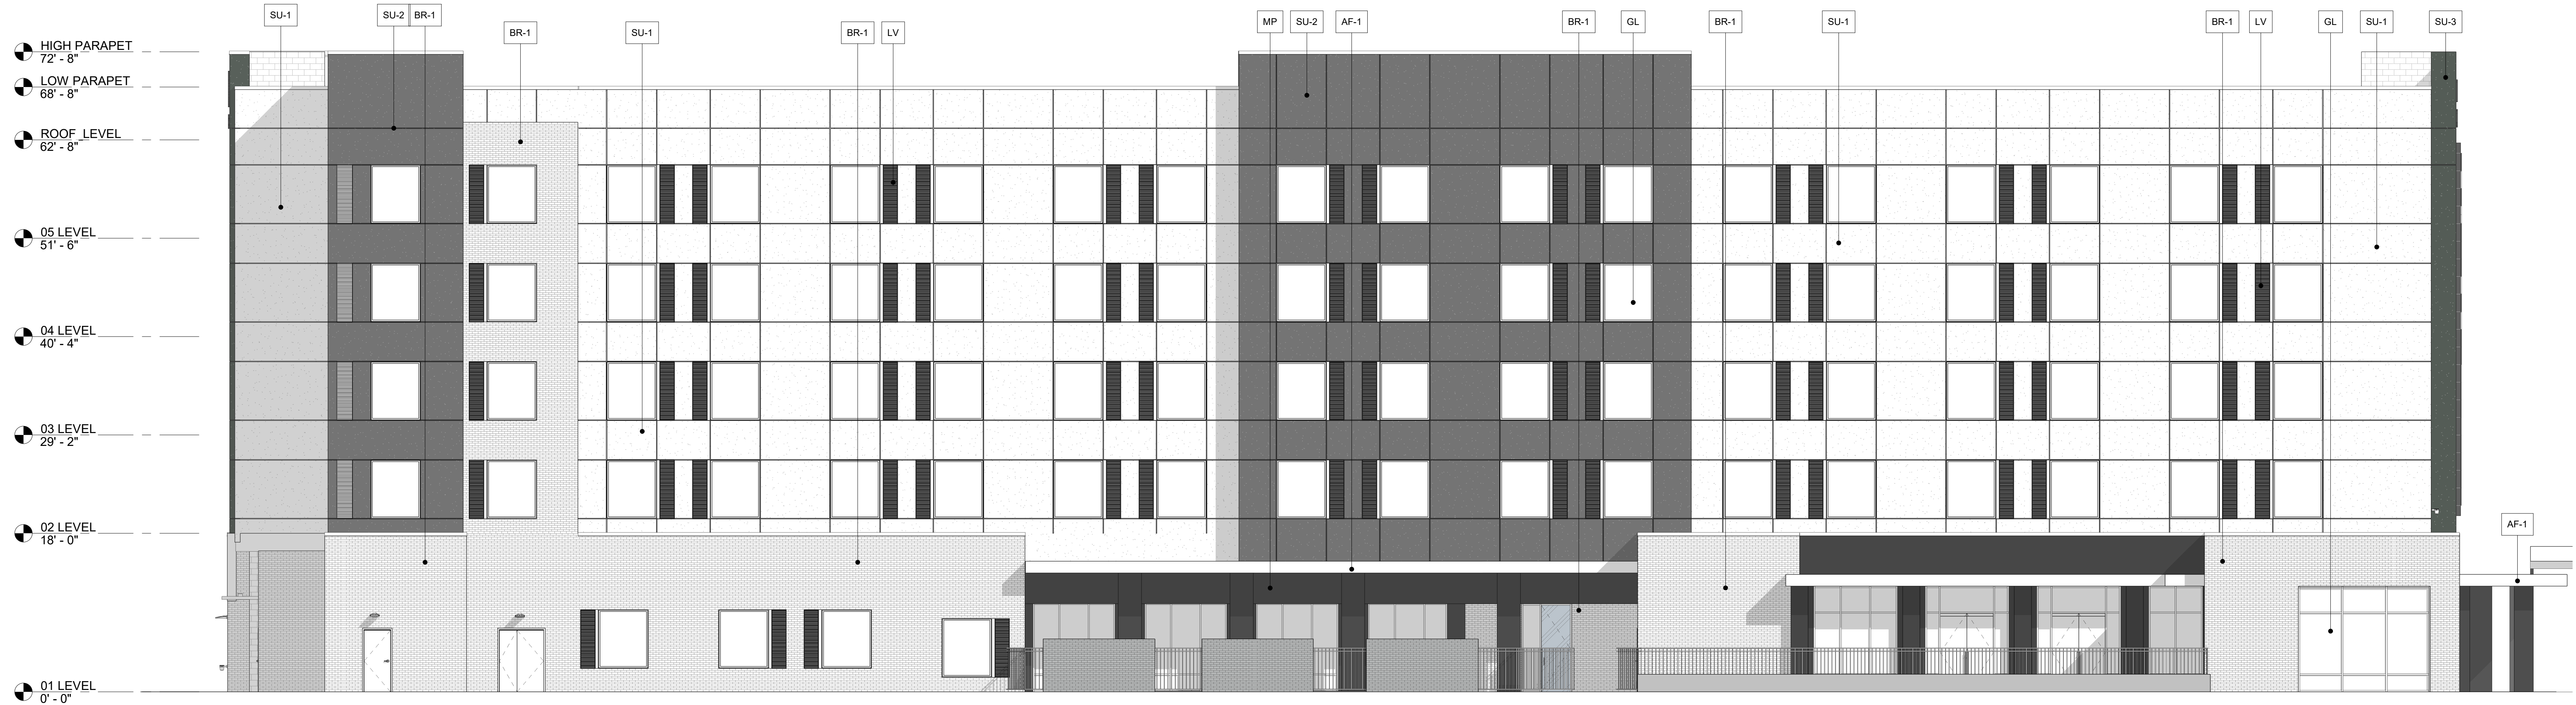 SU-1
SU-2
BR-1
BR-1
SU-1
BR-1
LV
MP
SU-2
AF-1
BR-1
GL
BR-1
SU-1
BR-1
LV
GL
SU-1
SU-3
HIGH PARAPET
72' - 8"
LOW PARAPET
68' - 8"
ROOF LEVEL
62' - 8"
05 LEVEL
51' - 6"
04 LEVEL
40' - 4"
03 LEVEL
29' - 2"
02 LEVEL
18' - 0"
AF-1
01 LEVEL
0' - 0"